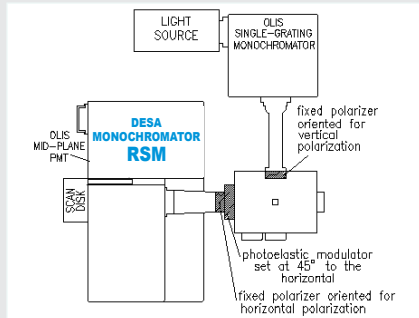 LIGHT
SOURCE
OLIS
SINGLE-GRATING
MONOCHROMATOR
DESA
MONOCHROMATOR
RSM
OLIS
MID-PLANE
PMT
fixed polarizer
oriented for
vertical
polarization
SCAN
DISK
photoelastic modulator
set at 45° to the
horizontal
fixed polarizer oriented for
horizontal polarization